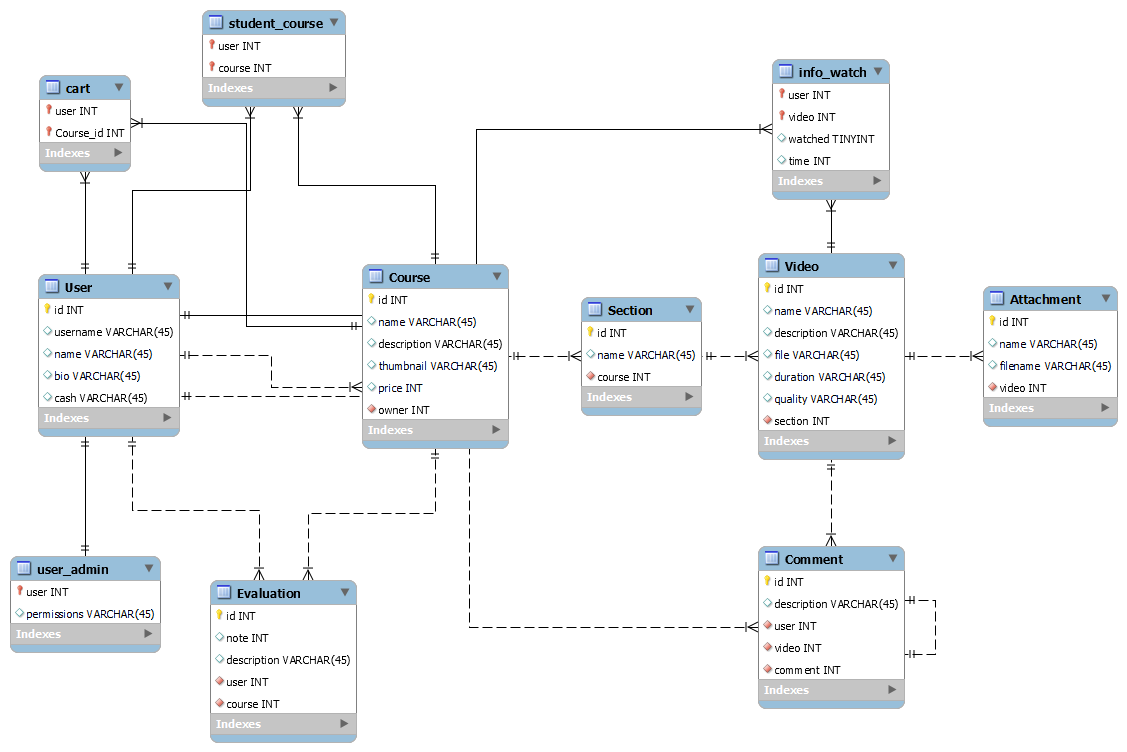 student_course
user INT
course INT
Indexes
cart
user INT
Course_id INT
Indexes
info_watch
user INT
video INT
watched TINYINT
time INT
Indexes
User
id INT
username VARCHAR(45)
name VARCHAR(45)
bio VARCHAR(45)
cash VARCHAR(45)
Indexes
Course
id INT
name VARCHAR(45)
description VARCHAR(45)
thumbnail VARCHAR(45)
price INT
owner INT
Indexes
Section
id INT
name VARCHAR(45)
course INT
Indexes
Video
id INT
name VARCHAR(45)
description VARCHAR(45)
file VARCHAR(45)
duration VARCHAR(45)
quality VARCHAR(45)
section INT
Indexes
Attachment
id INT
name VARCHAR(45)
filename VARCHAR(45)
video INT
Indexes
user_admin
user INT
permissions VARCHAR(45)
Indexes
Evaluation
id INT
note INT
description VARCHAR(45)
user INT
course INT
Indexes
Comment
id INT
description VARCHAR(45)
user INT
video INT
comment INT
Indexes